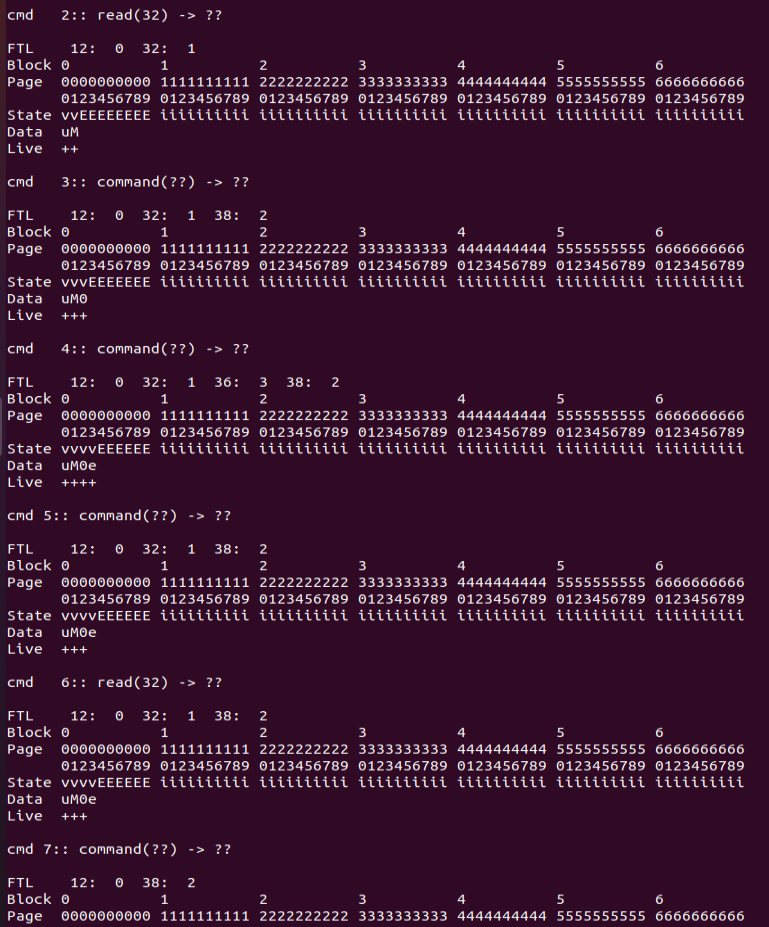 cmd   2:: read(32) -> ??

FTL    12:  0  32:  1
Block 0          1          2          3          4          5          6
Page  0000000000 1111111111 2222222222 3333333333 4444444444 5555555555 6666666666
      0123456789 0123456789 0123456789 0123456789 0123456789 0123456789 0123456789
State vvEEEEEEEE iiiiiiiiii iiiiiiiiii iiiiiiiiii iiiiiiiiii iiiiiiiiii iiiiiiiiii
Data  uM
Live  ++

cmd   3:: command(??) -> ??

FTL    12:  0  32:  1  38:  2
Block 0          1          2          3          4          5          6
Page  0000000000 1111111111 2222222222 3333333333 4444444444 5555555555 6666666666
      0123456789 0123456789 0123456789 0123456789 0123456789 0123456789 0123456789
State vvvEEEEEEE iiiiiiiiii iiiiiiiiii iiiiiiiiii iiiiiiiiii iiiiiiiiii iiiiiiiiii
Data  uM0
Live  +++

cmd   4:: command(??) -> ??

FTL    12:  0  32:  1  36:  3  38:  2
Block 0          1          2          3          4          5          6
Page  0000000000 1111111111 2222222222 3333333333 4444444444 5555555555 6666666666
      0123456789 0123456789 0123456789 0123456789 0123456789 0123456789 0123456789
State vvvvEEEEEE iiiiiiiiii iiiiiiiiii iiiiiiiiii iiiiiiiiii iiiiiiiiii iiiiiiiiii
Data  uM0e
Live  ++++

cmd 5:: command(??) -> ??

FTL    12:  0  32:  1  38:  2
Block 0          1          2          3          4          5          6
Page  0000000000 1111111111 2222222222 3333333333 4444444444 5555555555 6666666666
      0123456789 0123456789 0123456789 0123456789 0123456789 0123456789 0123456789
State vvvvEEEEEE iiiiiiiiii iiiiiiiiii iiiiiiiiii iiiiiiiiii iiiiiiiiii iiiiiiiiii
Data  uM0e
Live  +++

cmd   6:: read(32) -> ??

FTL    12:  0  32:  1  38:  2
Block 0          1          2          3          4          5          6
Page  0000000000 1111111111 2222222222 3333333333 4444444444 5555555555 6666666666
      0123456789 0123456789 0123456789 0123456789 0123456789 0123456789 0123456789
State vvvvEEEEEE iiiiiiiiii iiiiiiiiii iiiiiiiiii iiiiiiiiii iiiiiiiiii iiiiiiiiii
Data  uM0e
Live  +++

cmd 7:: command(??) -> ??

FTL    12:  0  38:  2
Block 0          1          2          3          4          5          6
Page  0000000000 1111111111 2222222222 3333333333 4444444444 5555555555 6666666666